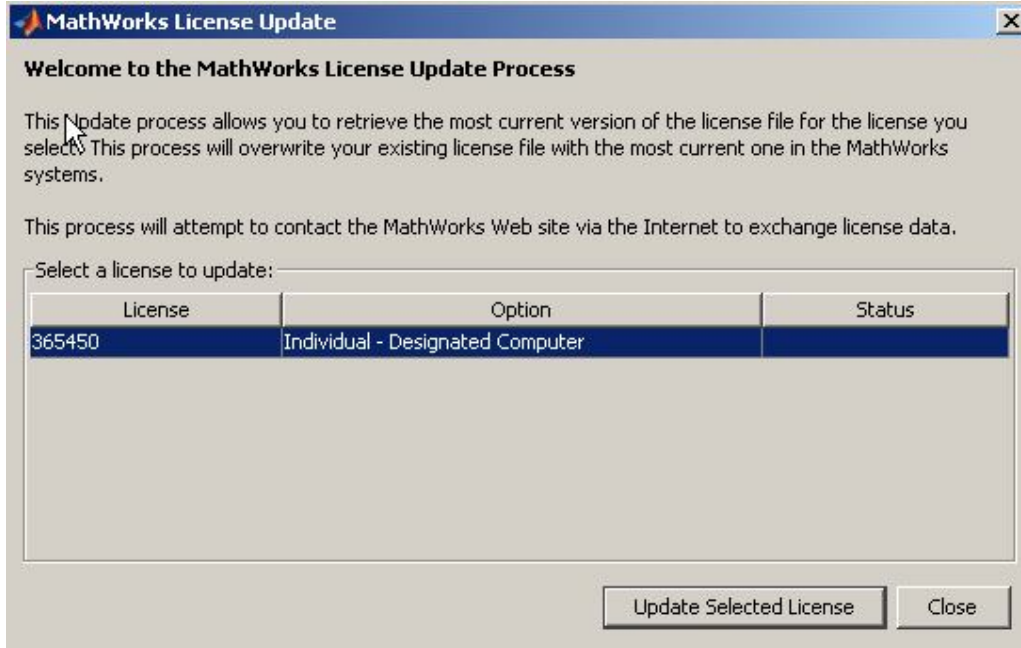 MathWorks License Update
Welcome to the MathWorks License Update Process
This Update process allows you to retrieve the most current version of the license file for the license you
select. This process will overwrite your existing license file with the most current one in the MathWorks
systems.
This process will attempt to contact the MathWorks Web site via the Internet to exchange license data.
Select a license to update:
License Option Status
365450 Individual - Designated Computer
Update Selected License Close